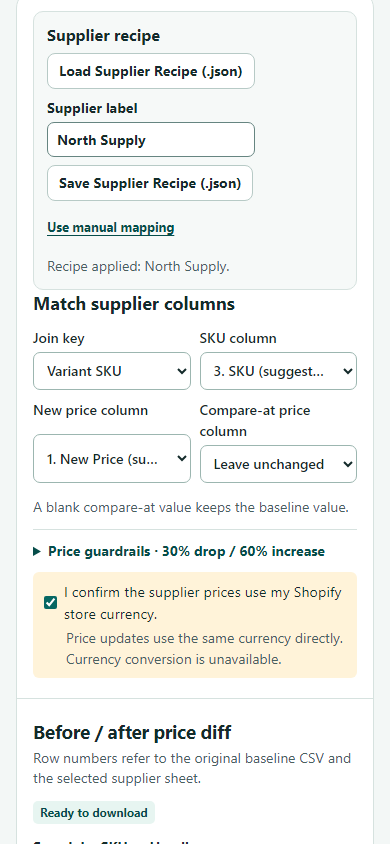 Supplier recipe
Load Supplier Recipe (.json)
Supplier label
North Supply
Save Supplier Recipe (.json)
Use manual mapping
Recipe applied: North Supply.
Match supplier columns
Join key
SKU column
Variant SKU
3. SKU (suggest...
New price column
Compare-at price
column
1. New Price (su...
Leave unchanged
A blank compare-at value keeps the baseline value.
Price guardrails · 30% drop / 60% increase
I confirm the supplier prices use my Shopify
store currency.
Price updates use the same currency directly.
Currency conversion is unavailable.
Before / after price diff
Row numbers refer to the original baseline CSV and
the selected supplier sheet.
Ready to download